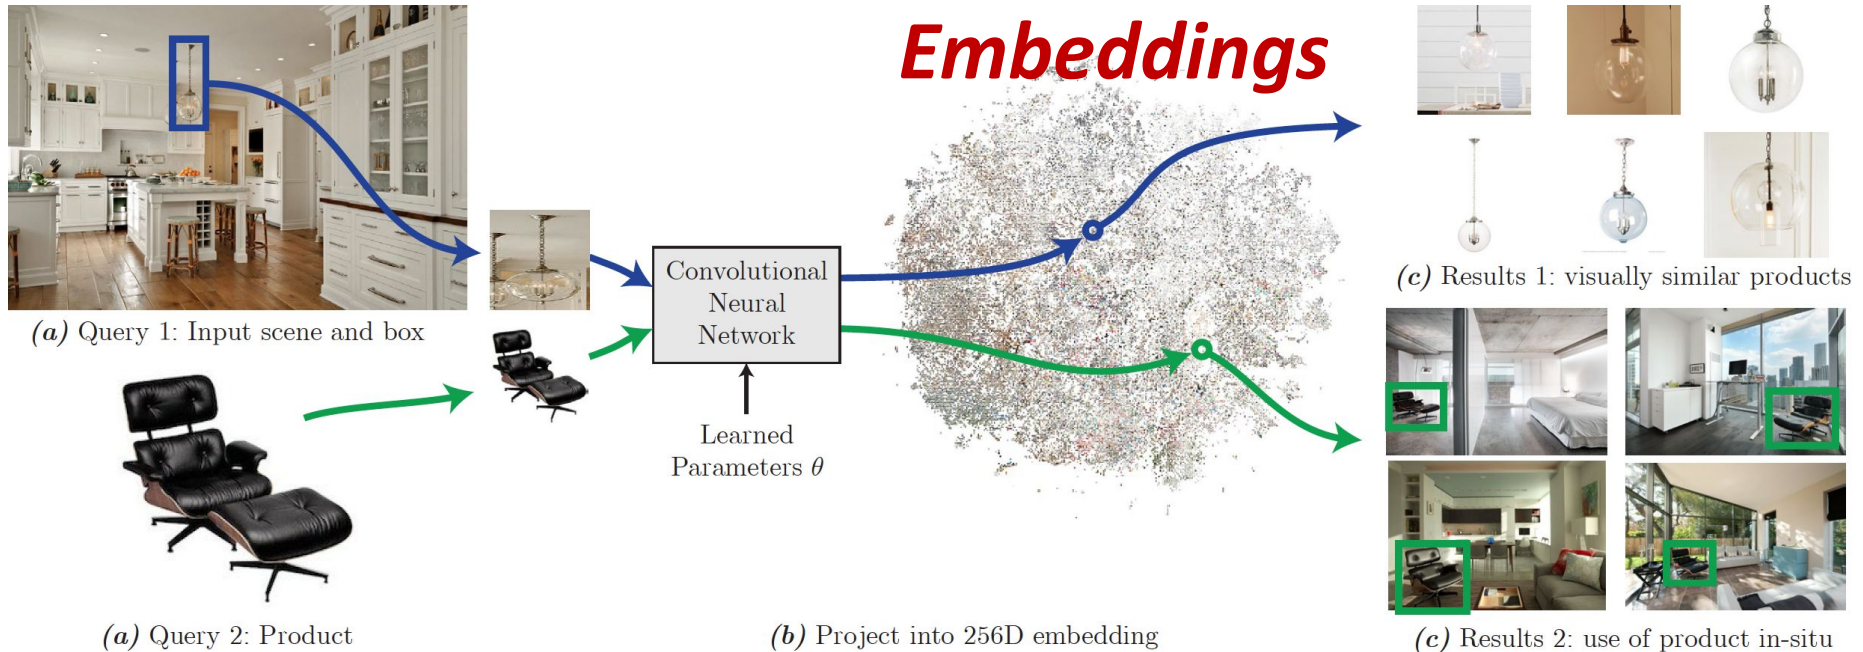 Embeddings
(a) Query 1: Input scene and box
Convolutional
Neural
Network
Learned
Parameters θ
(a) Query 2: Product
(b) Project into 256D embedding
(c) Results 1: visually similar products
(c) Results 2: use of product in-situ